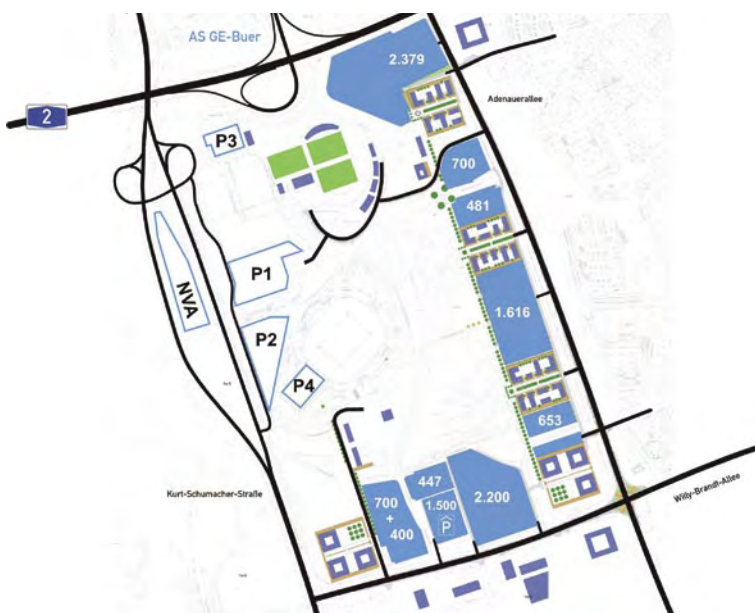 AS GE-Buer
2.379
2
Adenauerallee
P3
700
481
P1
NVA
1.616
P2
P4
653
447
Kurt-Schumacher-Straße
700
+
400
1.500
P
2.200
Willy-Brandt-Allee